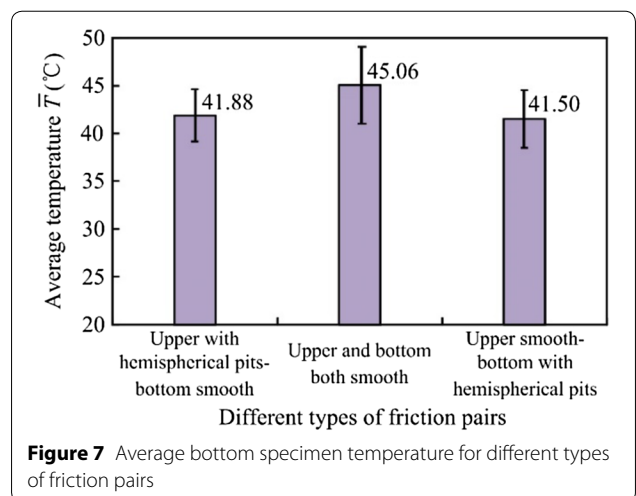 50
45
40
35
30
25
20
Average temperature T̅ (℃)
41.88
45.06
41.50
Upper with
hemispherical pits-
bottom smooth
Upper and bottom
both smooth
Upper smooth-
bottom with
hemispherical pits
Different types of friction pairs
Figure 7 Average bottom specimen temperature for different types
of friction pairs